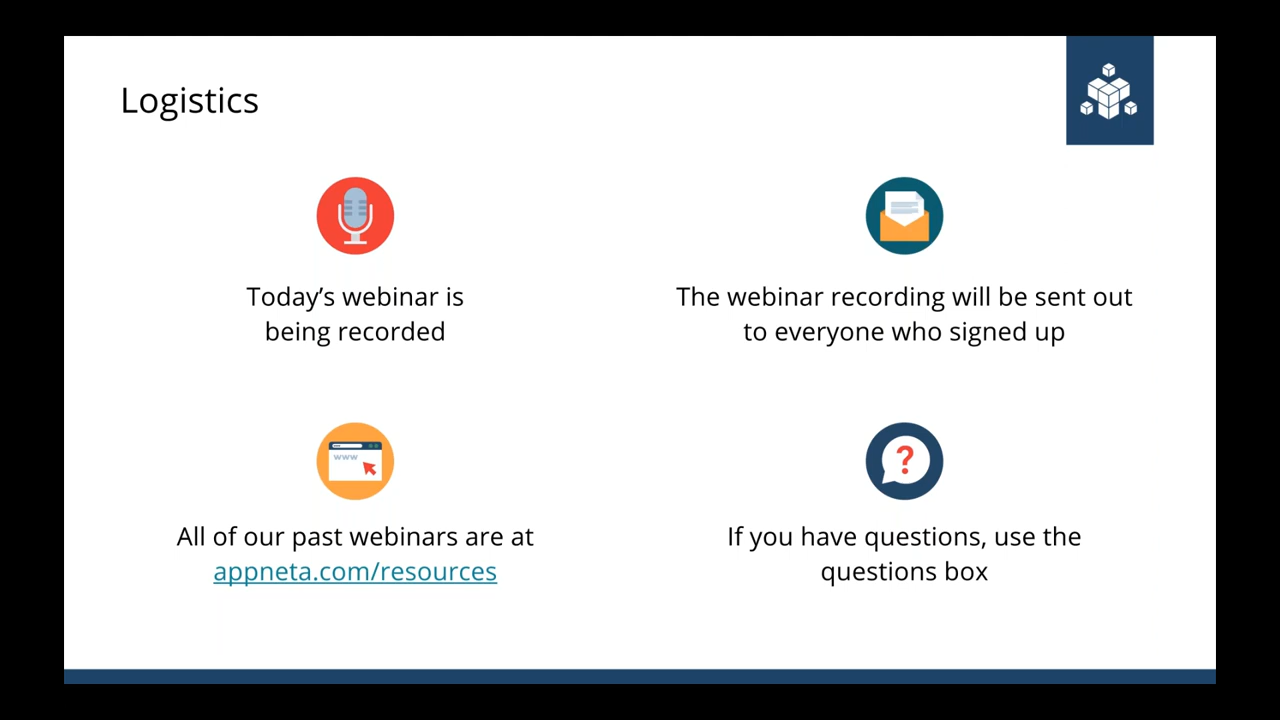 Logistics
Today’s webinar is
being recorded
The webinar recording will be sent out
to everyone who signed up
www
All of our past webinars are at
appneta.com/resources
?
If you have questions, use the
questions box